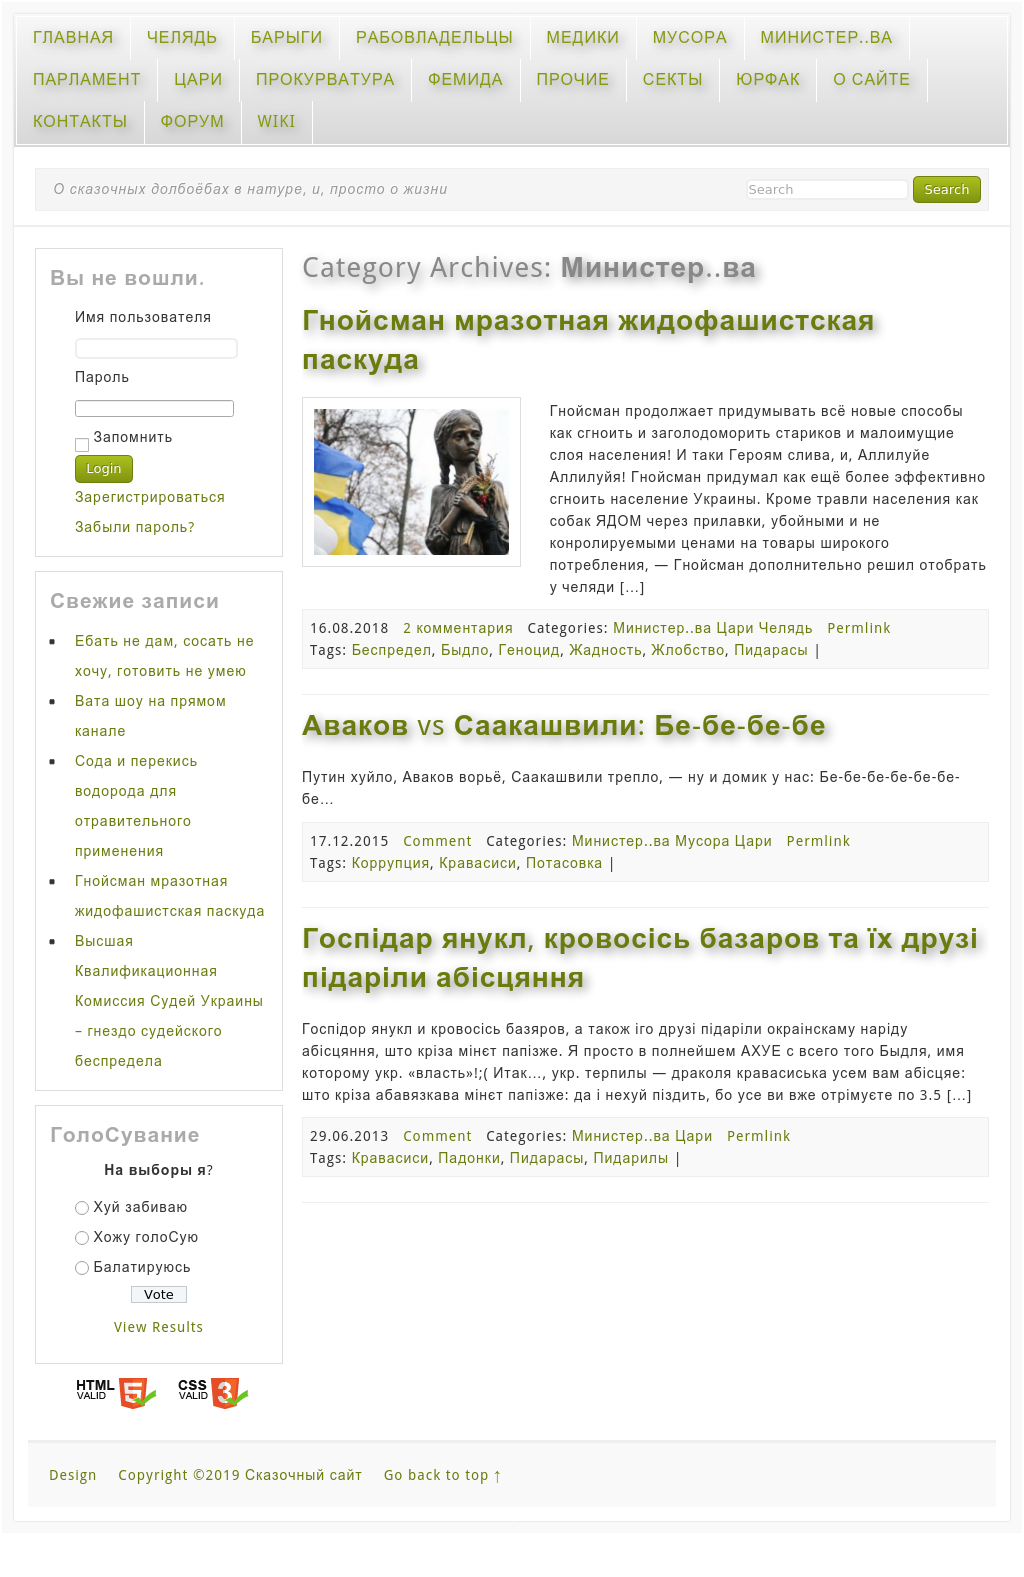 ГЛАВНАЯ ЧЕЛЯДЬ БАРЫГИ РАБОВЛАДЕЛЬЦЫ МЕДИКИ МУСОРА МИНИСТЕР..ВА
ПАРЛАМЕНТ ЦАРИ ПРОКУРВАТУРА ФЕМИДА ПРОЧИЕ СЕКТЫ ЮРФАК О САЙТЕ
КОНТАКТЫ ФОРУМ WIKI
О сказочных долбоёбах в натуре, и, просто о жизни
Search Search
Вы не вошли.
Имя пользователя
Пароль
Запомнить
Login
Зарегистрироваться
Забыли пароль?
Свежие записи
Ебать не дам, сосать не
хочу, готовить не умею
Вата шоу на прямом
канале
Сода и перекись
водорода для
отравительного
применения
Гнойсман мразотная
жидофашистская паскуда
Высшая
Квалификационная
Комиссия Судей Украины
– гнездо судейского
беспредела
ГолоСувание
На выборы я?
Хуй забиваю
Хожу голоСую
Балатируюсь
Vote
View Results
HTML VALID 5 CSS VALID 3
Category Archives: Министер..ва
Гнойсман мразотная жидофашистская
паскуда
Гнойсман продолжает придумывать всё новые способы
как сгноить и заголодоморить стариков и малоимущие
слоя населения! И таки Героям слива, и, Аллилуйе
Аллилуйя! Гнойсман придумал как ещё более эффективно
сгноить население Украины. Кроме травли населения как
собак ЯДОМ через прилавки, убойными и не
конролируемыми ценами на товары широкого
потребления, — Гнойсман дополнительно решил отобрать
у челяди […]
16.08.2018 2 комментария Categories: Министер..ва Цари Челядь Permlink
Tags: Беспредел, Быдло, Геноцид, Жадность, Жлобство, Пидарасы |
Аваков vs Саакашвили: Бе-бе-бе-бе
Путин хуйло, Аваков ворьё, Саакашвили трепло, — ну и домик у нас: Бе-бе-бе-бе-бе-бе-
бе…
17.12.2015 Comment Categories: Министер..ва Мусора Цари Permlink
Tags: Коррупция, Кравасиси, Потасовка |
Господар янукл, кровосісь базаров та їх друзі
підаріли абісцяння
Господор янукл и кровосісь базяров, а також іго друзі підаріли окраінскаму наріду
абісцяння, што кріза мінєт папізже. Я просто в полнейшем АХУЕ с всего того Быдля, имя
которому укр. «власть»!;( Итак…, укр. терпилы — драколя кравасиська усем вам абісцяе:
што кріза абавязкава мінєт папізже: да і нехуй піздить, бо усе ви вже отрімуєте по 3.5 […]
29.06.2013 Comment Categories: Министер..ва Цари Permlink
Tags: Кравасиси, Падонки, Пидарасы, Пидарилы |
Design Copyright ©2019 Сказочный сайт Go back to top ↑